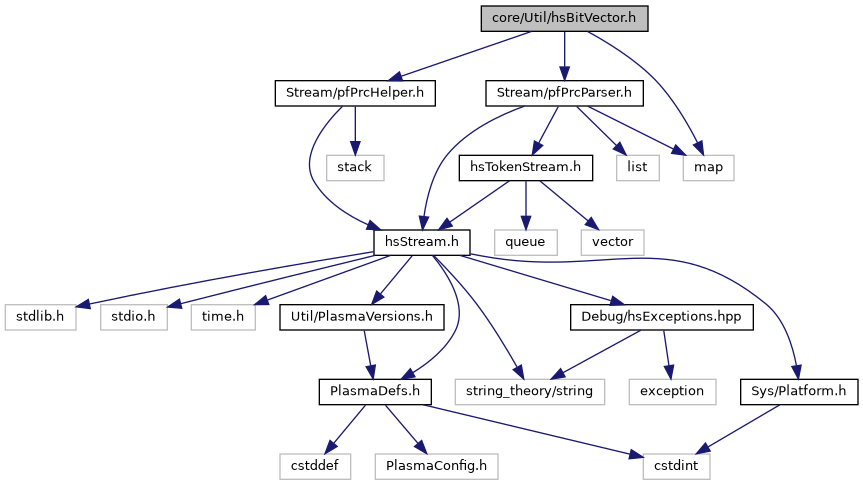 core/Util/hsBitVector.h
Stream/pfPrcHelper.h
Stream/pfPrcParser.h
stack
hsTokenStream.h
list
map
hsStream.h
queue
vector
stdlib.h
stdio.h
time.h
Util/PlasmaVersions.h
Debug/hsExceptions.hpp
PlasmaDefs.h
string_theory/string
exception
Sys/Platform.h
cstddef
PlasmaConfig.h
cstdint